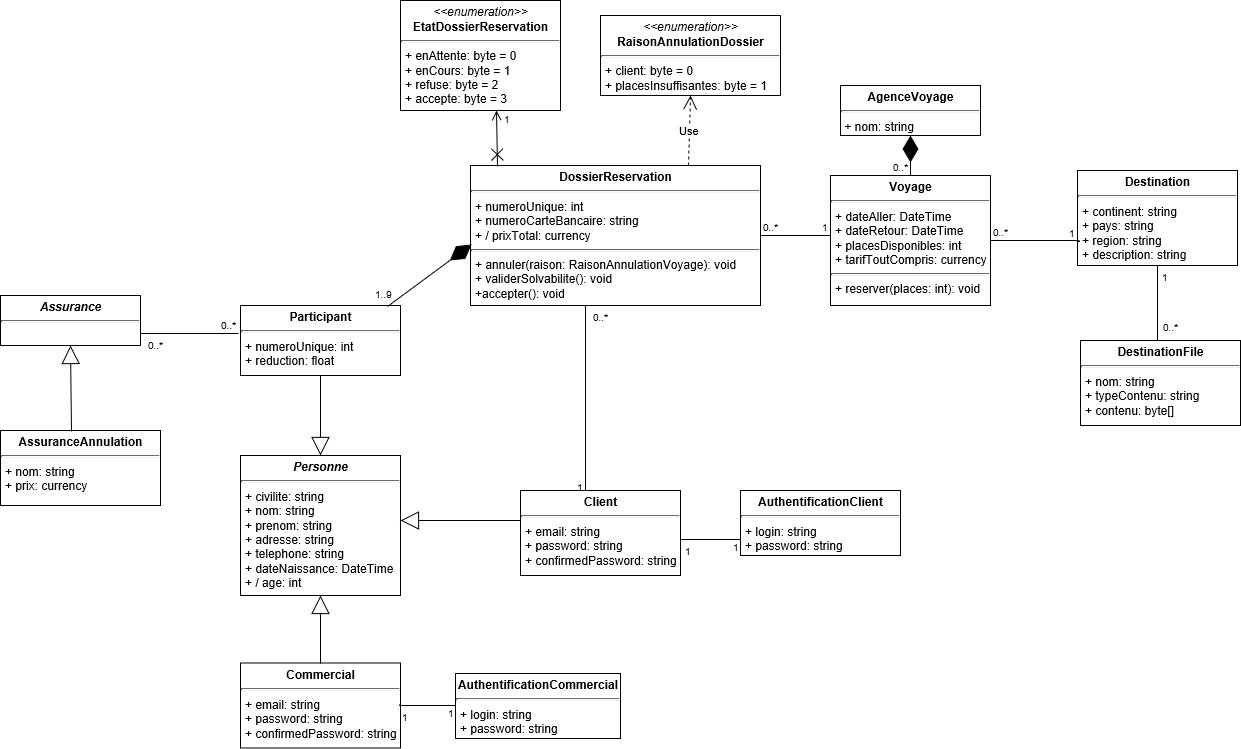 <<enumeration>>
EtatDossierReservation
+ enAttente: byte = 0
+ enCours: byte = 1
+ refuse: byte = 2
+ accepte: byte = 3
<<enumeration>>
RaisonAnnulationDossier
+ client: byte = 0
+ placesInsuffisantes: byte = 1
1
Use
AgenceVoyage
+ nom: string
0..*
DossierReservation
+ numeroUnique: int
+ numeroCarteBancaire: string
+ / prixTotal: currency
+ annuler(raison: RaisonAnnulationVoyage): void
+ validerSolvabilite(): void
+accepter(): void
0..*
1
Voyage
+ dateAller: DateTime
+ dateRetour: DateTime
+ placesDisponibles: int
+ tarifToutCompris: currency
+ reserver(places: int): void
0..*
1
Destination
+ continent: string
+ pays: string
+ region: string
+ description: string
1
0..*
DestinationFile
+ nom: string
+ typeContenu: string
+ contenu: byte[]
1..9
0..*
Assurance
0..*
0..*
Participant
+ numeroUnique: int
+ reduction: float
AssuranceAnnulation
+ nom: string
+ prix: currency
Personne
+ civilite: string
+ nom: string
+ prenom: string
+ adresse: string
+ telephone: string
+ dateNaissance: DateTime
+ / age: int
1
Client
+ email: string
+ password: string
+ confirmedPassword: string
1
1
AuthentificationClient
+ login: string
+ password: string
Commercial
+ email: string
+ password: string
+ confirmedPassword: string
1
1
AuthentificationCommercial
+ login: string
+ password: string